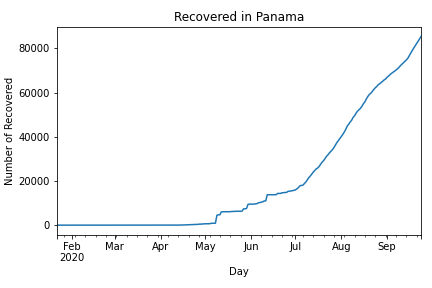 Recovered in Panama
Number of Recovered
80000
60000
40000
20000
0
Feb Mar Apr May Jun Jul Aug Sep
2020
Day